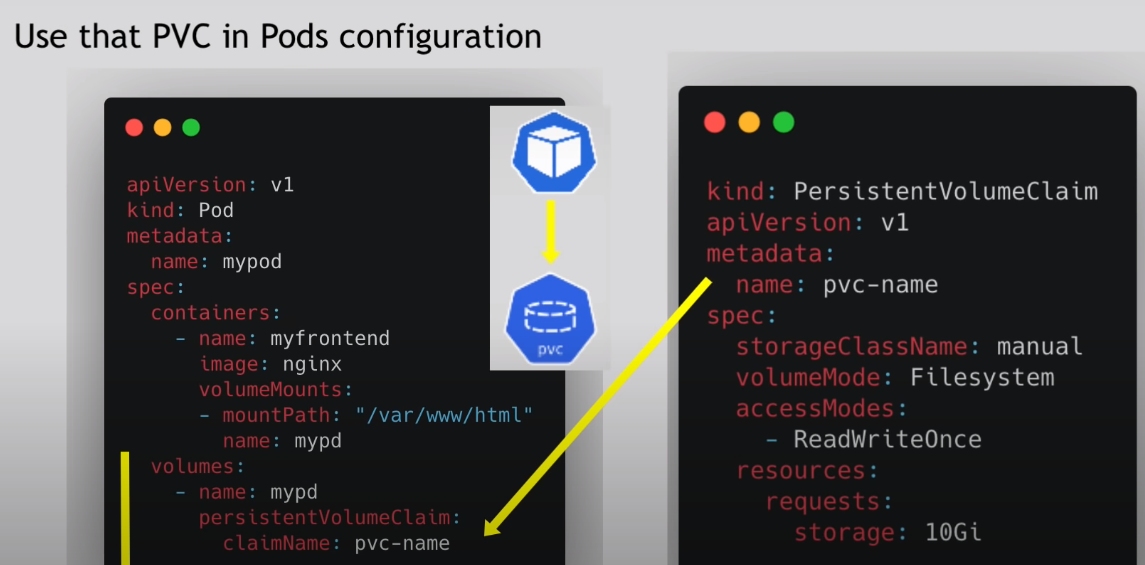 Use that PVC in Pods configuration
apiVersion: v1
kind: Pod
metadata:
  name: mypod
spec:
  containers:
    - name: myfrontend
      image: nginx
      volumeMounts:
      - mountPath: "/var/www/html"
        name: mypd
  volumes:
    - name: mypd
      persistentVolumeClaim:
        claimName: pvc-name
pvc
kind: PersistentVolumeClaim
apiVersion: v1
metadata:
  name: pvc-name
spec:
  storageClassName: manual
  volumeMode: Filesystem
  accessModes:
    - ReadWriteOnce
  resources:
    requests:
      storage: 10Gi